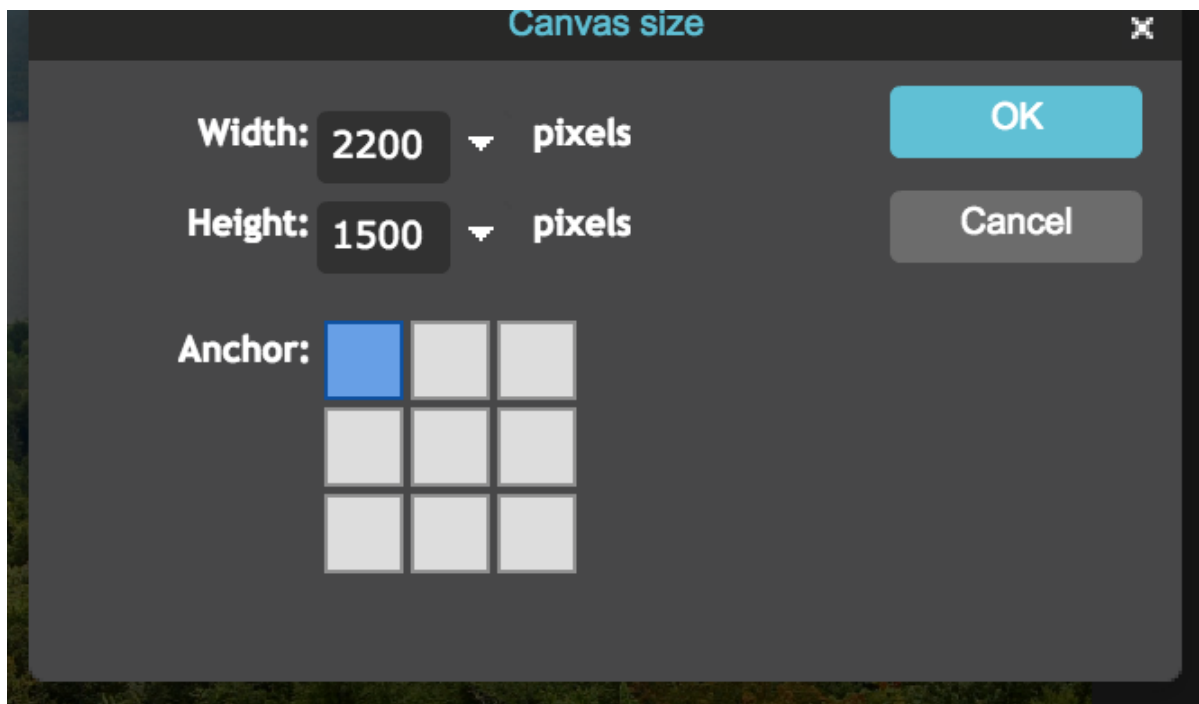 Canvas size
Width: 2200 pixels
OK
Height: 1500 pixels
Cancel
Anchor: